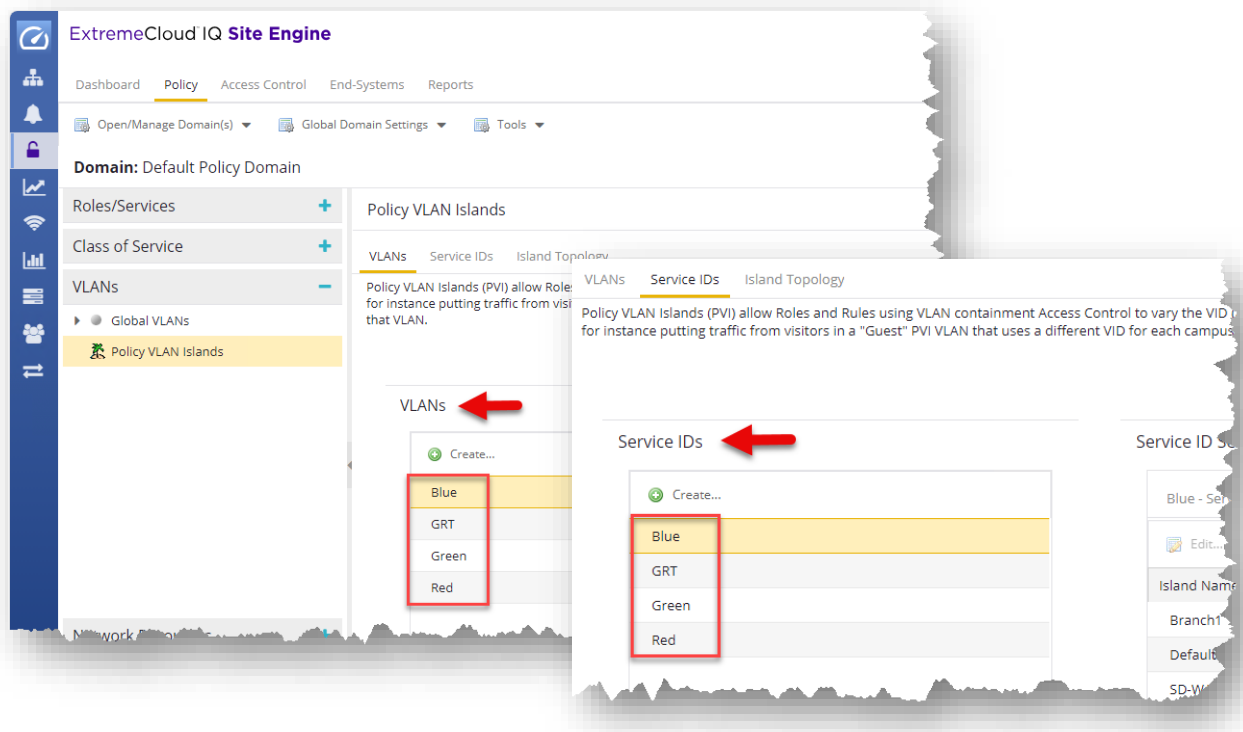 ExtremeCloud IQ Site Engine
Dashboard Policy Access Control End-Systems Reports
Open/Manage Domain(s) Global Domain Settings Tools
Domain: Default Policy Domain
Roles/Services
Class of Service
VLANs
Global VLANs
Policy VLAN Islands
Network
Policy VLAN Islands
VLANs Service IDs Island Topology
Policy VLAN Islands (PVI) allow Roles
for instance putting traffic from
that VLAN.
VLANs
Create...
Blue
GRT
Green
Red
VLANs Service IDs Island Topology
Policy VLAN Islands (PVI) allow Roles and Rules using VLAN containment Access Control to vary the VID
for instance putting traffic from visitors in a "Guest" PVI VLAN that uses a different VID for each campus
Service IDs
Create...
Blue
GRT
Green
Red
Service ID
Blue -
Edit...
Island Name
Branch1
Default